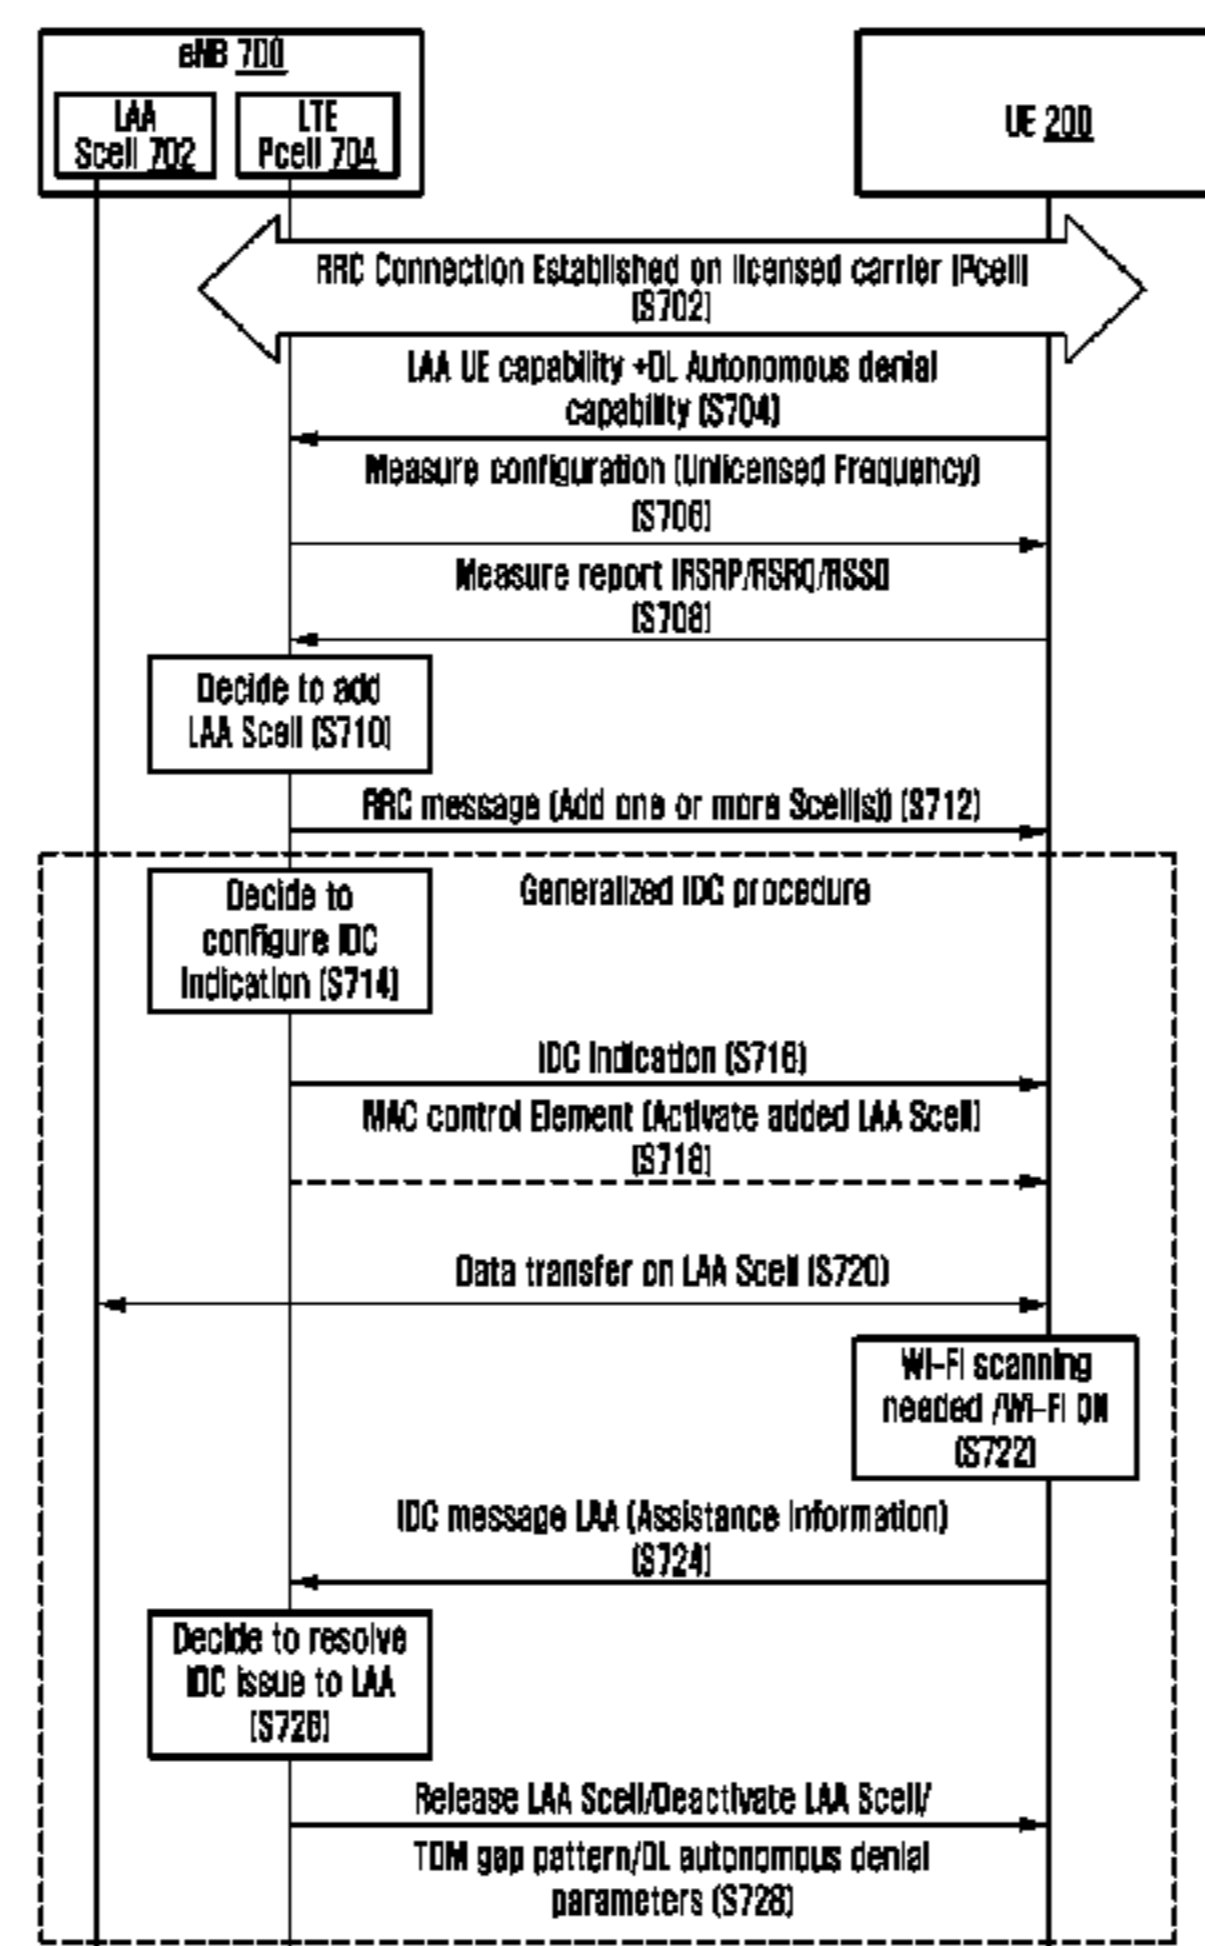 eNB 700
LAA
Scell 702
LTE
Pcell 704
UE 200
RRC Connection Established on licensed carrier (Pcell)
(S702)
LAA UE capability +DL Autonomous denial
capability (S704)
Measure configuration (Unlicensed Frequency)
(S706)
Measure report (RSRP/RSRQ/RSSI)
(S708)
Decide to add
LAA Scell (S710)
RRC message (Add one or more Scell(s)) (S712)
Generalized IDC procedure
Decide to
configure IDC
Indication (S714)
IDC Indication (S716)
MAC control Element (Activate added LAA Scell)
(S718)
Data transfer on LAA Scell (S720)
Wi-Fi scanning
needed /Wi-Fi ON
(S722)
IDC message LAA (Assistance Information)
(S724)
Decide to resolve
IDC issue to LAA
(S726)
Release LAA Scell/Deactivate LAA Scell/
TDM gap pattern/DL autonomous denial
parameters (S728)